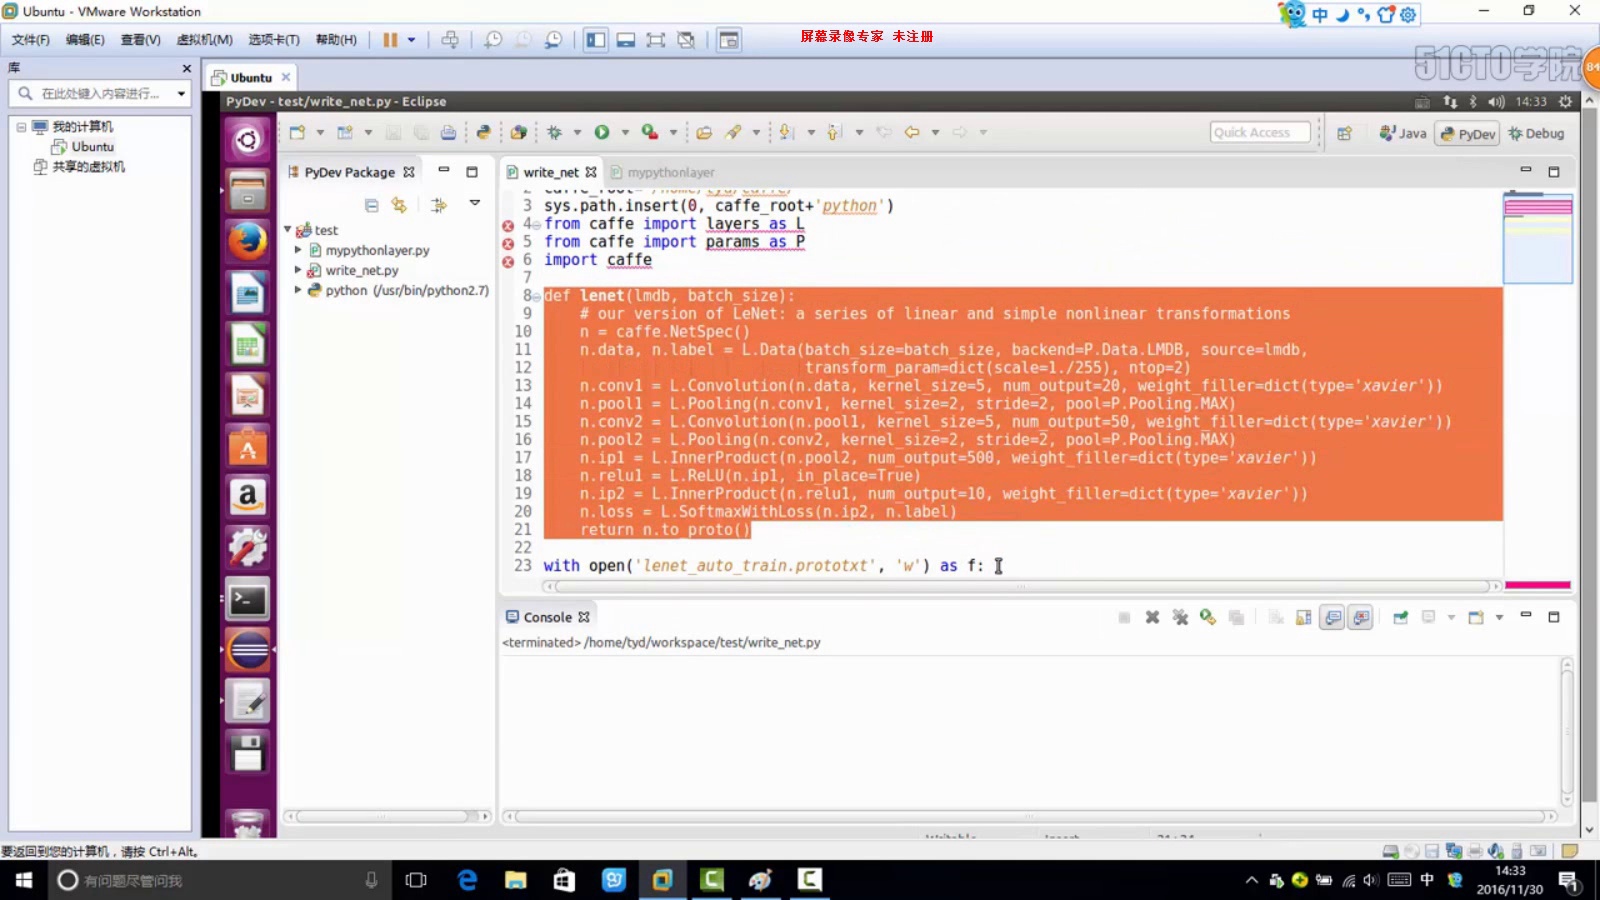 Ubuntu - VMware Workstation
中
文件(F) 编辑(E) 查看(V) 虚拟机(M) 选项卡(T) 帮助(H)
屏幕录像专家 未注册
51CTO学院
84
库
Ubuntu
在此处键入内容进行...
我的计算机
Ubuntu
共享的虚拟机
PyDev - test/write_net.py - Eclipse
14:33
Quick Access
Java
PyDev
Debug
PyDev Package
write_net
mypythonlayer
test
mypythonlayer.py
write_net.py
python (/usr/bin/python2.7)
2 caffe_root='/home/tyd/caffe/'
3 sys.path.insert(0, caffe_root+'python')
4 from caffe import layers as L
5 from caffe import params as P
6 import caffe
7
8 def lenet(lmdb, batch_size):
9 # our version of LeNet: a series of linear and simple nonlinear transformations
10 n = caffe.NetSpec()
11 n.data, n.label = L.Data(batch_size=batch_size, backend=P.Data.LMDB, source=lmdb,
12 transform_param=dict(scale=1./255), ntop=2)
13 n.conv1 = L.Convolution(n.data, kernel_size=5, num_output=20, weight_filler=dict(type='xavier'))
14 n.pool1 = L.Pooling(n.conv1, kernel_size=2, stride=2, pool=P.Pooling.MAX)
15 n.conv2 = L.Convolution(n.pool1, kernel_size=5, num_output=50, weight_filler=dict(type='xavier'))
16 n.pool2 = L.Pooling(n.conv2, kernel_size=2, stride=2, pool=P.Pooling.MAX)
17 n.ip1 = L.InnerProduct(n.pool2, num_output=500, weight_filler=dict(type='xavier'))
18 n.relu1 = L.ReLU(n.ip1, in_place=True)
19 n.ip2 = L.InnerProduct(n.relu1, num_output=10, weight_filler=dict(type='xavier'))
20 n.loss = L.SoftmaxWithLoss(n.ip2, n.label)
21 return n.to_proto()
22
23 with open('lenet_auto_train.prototxt', 'w') as f:
Console
<terminated> /home/tyd/workspace/test/write_net.py
要返回到您的计算机，请按 Ctrl+Alt。
有问题尽管问我
中
14:33
2016/11/30
1